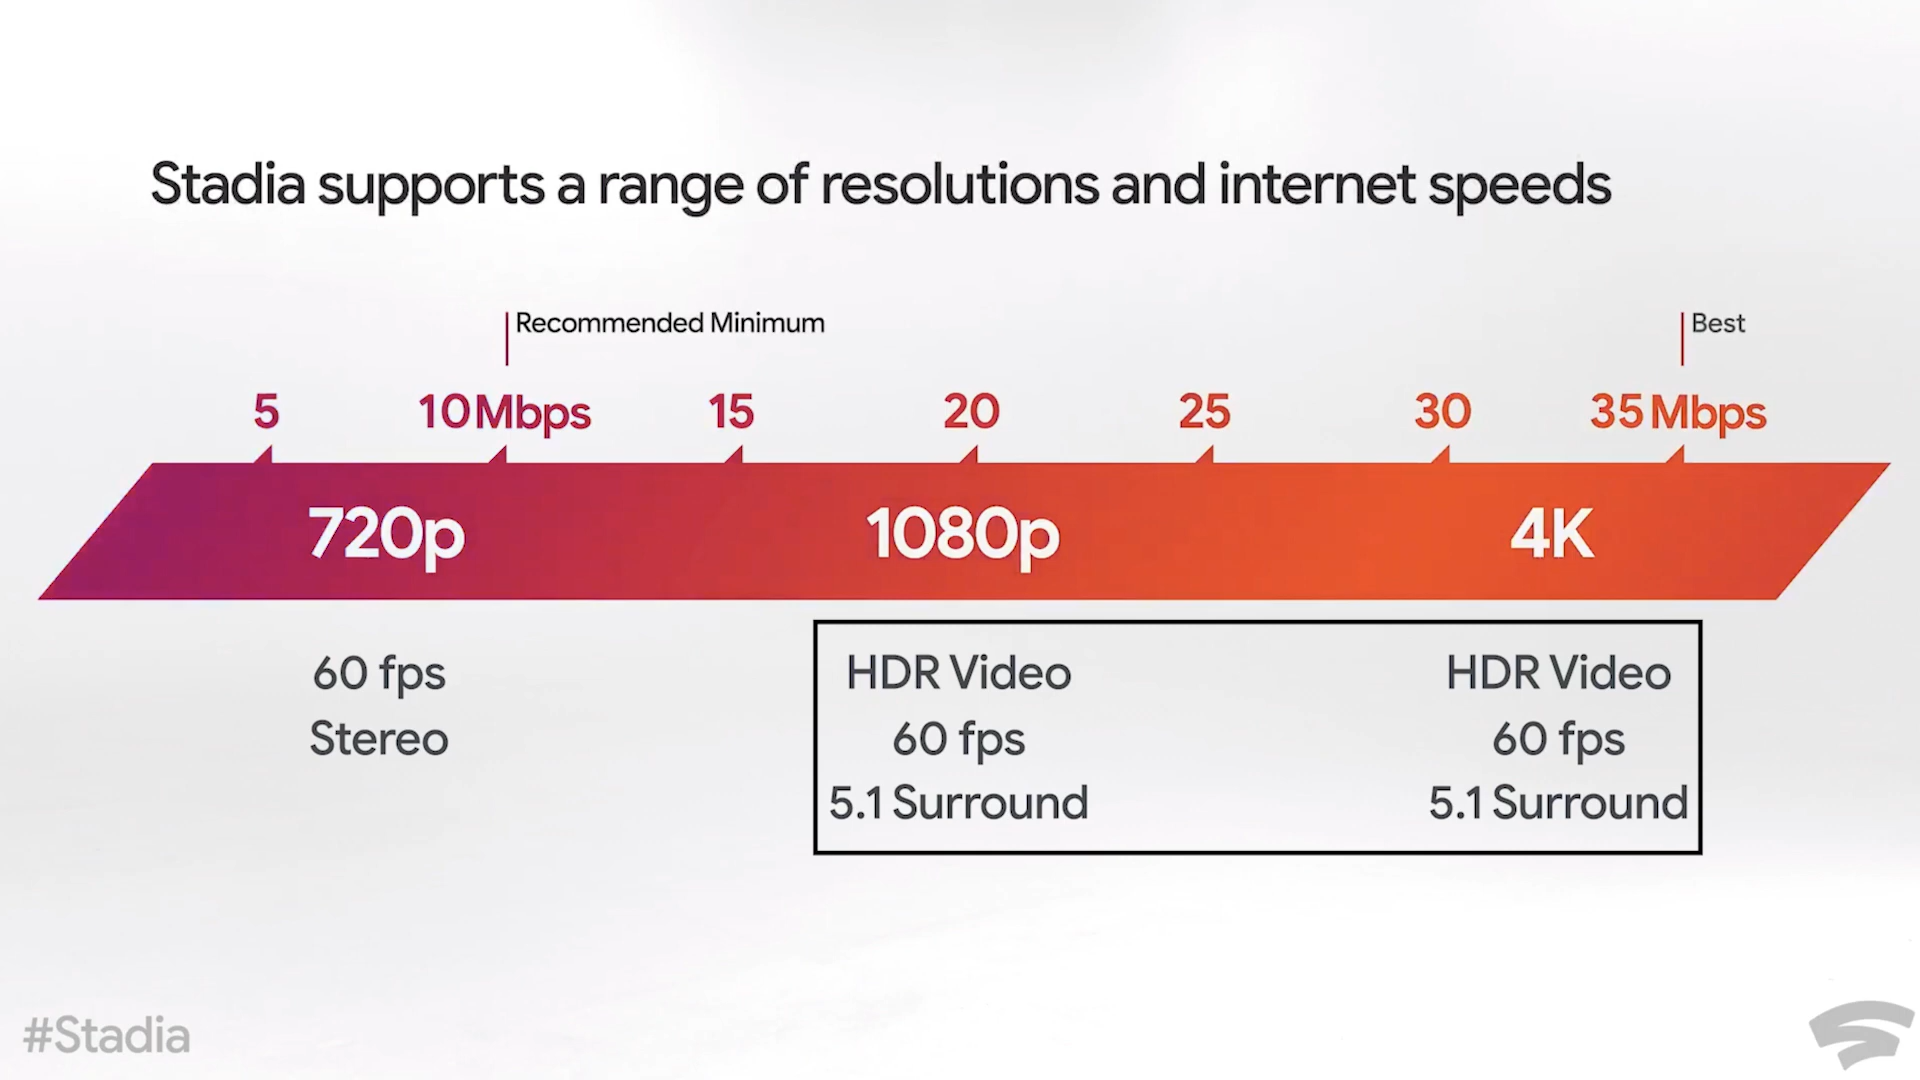 Stadia supports a range of resolutions and internet speeds
Recommended Minimum
Best
5
10 Mbps
15
20
25
30
35 Mbps
720p
1080p
4K
60 fps
Stereo
HDR Video
60 fps
5.1 Surround
HDR Video
60 fps
5.1 Surround
#Stadia